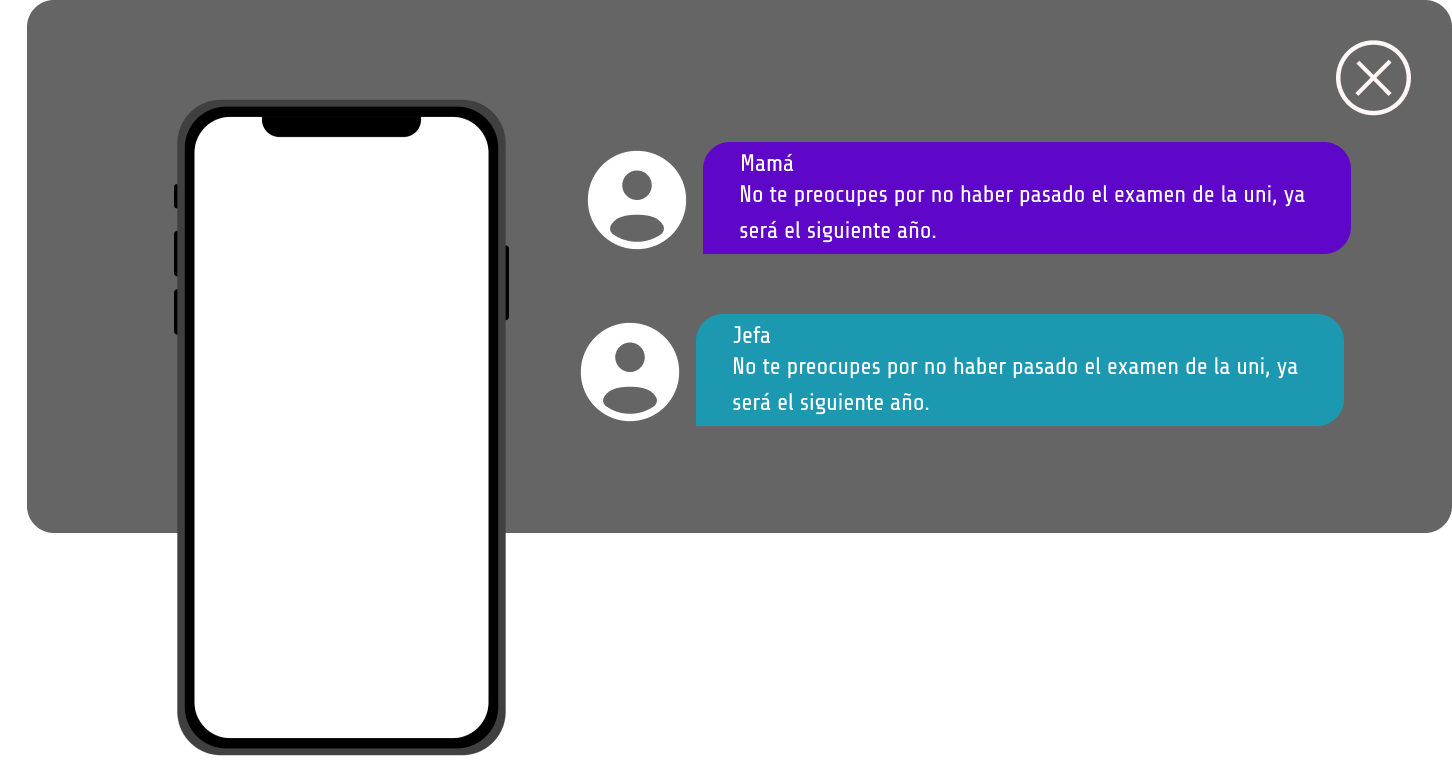 Mamá
No te preocupes por no haber pasado el examen de la uni, ya
será el siguiente año.
Jefa
No te preocupes por no haber pasado el examen de la uni, ya
será el siguiente año.